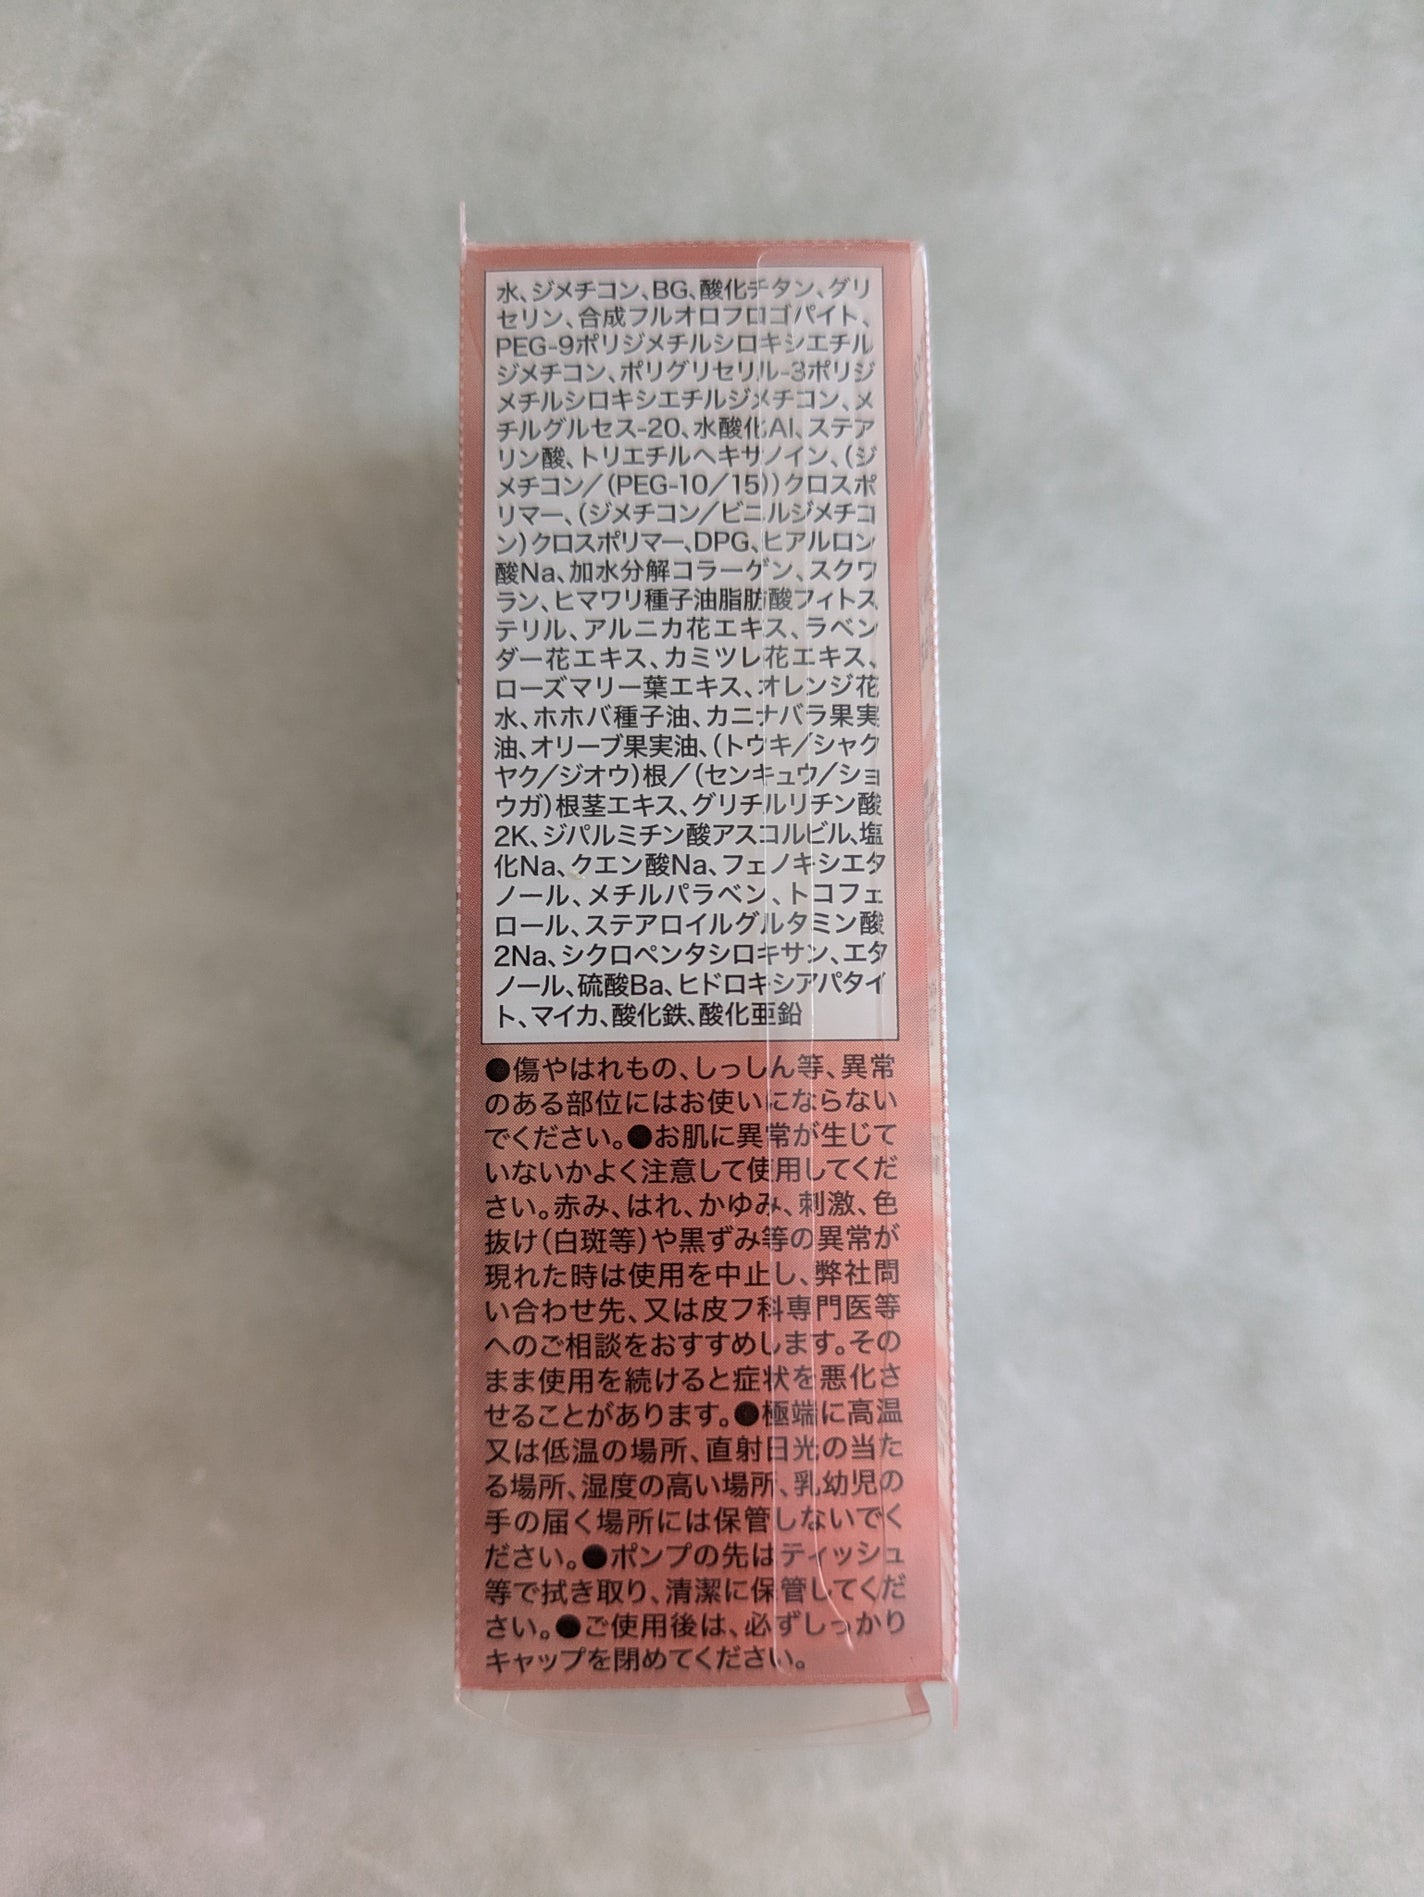 水、ジメチコン、BG、酸化チタン、グリ
セリン、合成フルオロフロゴパイト、
PEG-9ポリジメチルシロキシエチル
ジメチコン、ポリグリセリル-3ポリジ
メチルシロキシエチルジメチコン、メ
チルグルセス-20、水酸化Al、ステア
リン酸、トリエチルヘキサノイン、(ジ
メチコン/(PEG-10/15))クロスポ
リマー、(ジメチコン/ビニルジメチコ
ン)クロスポリマー、DPG、ヒアルロン
酸Na、加水分解コラーゲン、スクワ
ラン、ヒマワリ種子油脂肪酸フィトス
テリル、アルニカ花エキス、ラベン
ダー花エキス、カミツレ花エキス、
ローズマリー葉エキス、オレンジ花
水、ホホバ種子油、カニナバラ果実
油、オリーブ果実油、(トウキ/シャク
ヤク/ジオウ)根/(センキュウ/ショ
ウガ)根茎エキス、グリチルリチン酸
2K、ジパルミチン酸アスコルビル、塩
化Na、クエン酸Na、フェノキシエタ
ノール、メチルパラベン、トコフェ
ロール、ステアロイルグルタミン酸
2Na、シクロペンタシロキサン、エタ
ノール、硫酸Ba、ヒドロキシアパタイ
ト、マイカ、酸化鉄、酸化亜鉛
●傷やはれもの、しっしん等、異常
のある部位にはお使いにならない
でください。●お肌に異常が生じて
いないかよく注意して使用してくだ
さい。赤み、はれ、かゆみ、刺激、色
抜け(白斑等)や黒ずみ等の異常が
現れた時は使用を中止し、弊社問
い合わせ先、又は皮フ科専門医等
へのご相談をおすすめします。その
まま使用を続けると症状を悪化さ
せることがあります。●極端に高温
又は低温の場所、直射日光の当た
る場所、湿度の高い場所、乳幼児の
手の届く場所には保管しないでく
ださい。●ポンプの先はティッシュ
等で拭き取り、清潔に保管してくだ
さい。●ご使用後は、必ずしっかり
キャップを閉めてください。